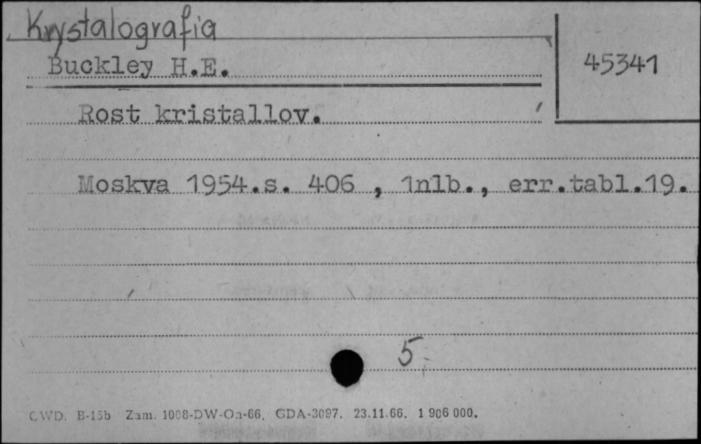 Krystalografia
Buckley H.E.
45341
Rost kristallov.
Moskva 1954.s. 406 , 1nlb., err.tabl.19.
5.
CWD. B-15b Zam. 1008-DW-On-66. GDA-3097. 23.11.66. 1 906 000.